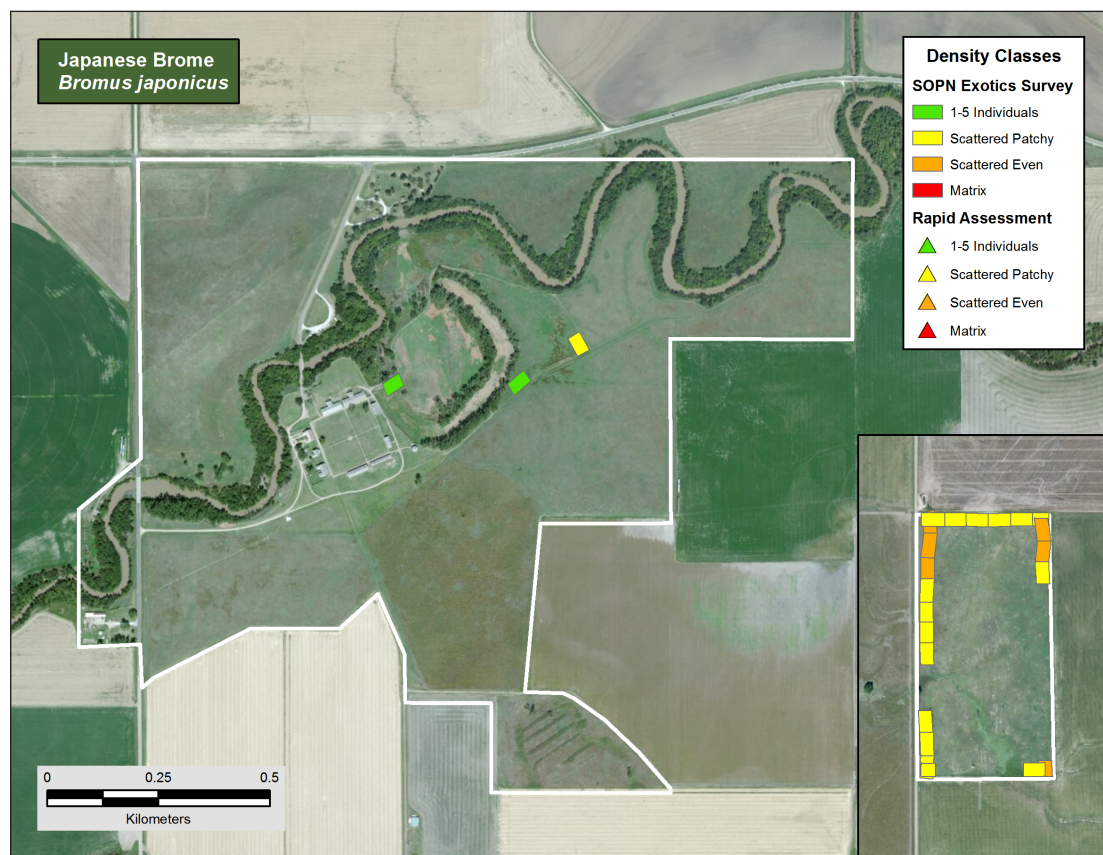 Japanese Brome
Bromus japonicus
Density Classes
SOPN Exotics Survey
1-5 Individuals
Scattered Patchy
Scattered Even
Matrix
Rapid Assessment
1-5 Individuals
Scattered Patchy
Scattered Even
Matrix
0 0.25 0.5
Kilometers